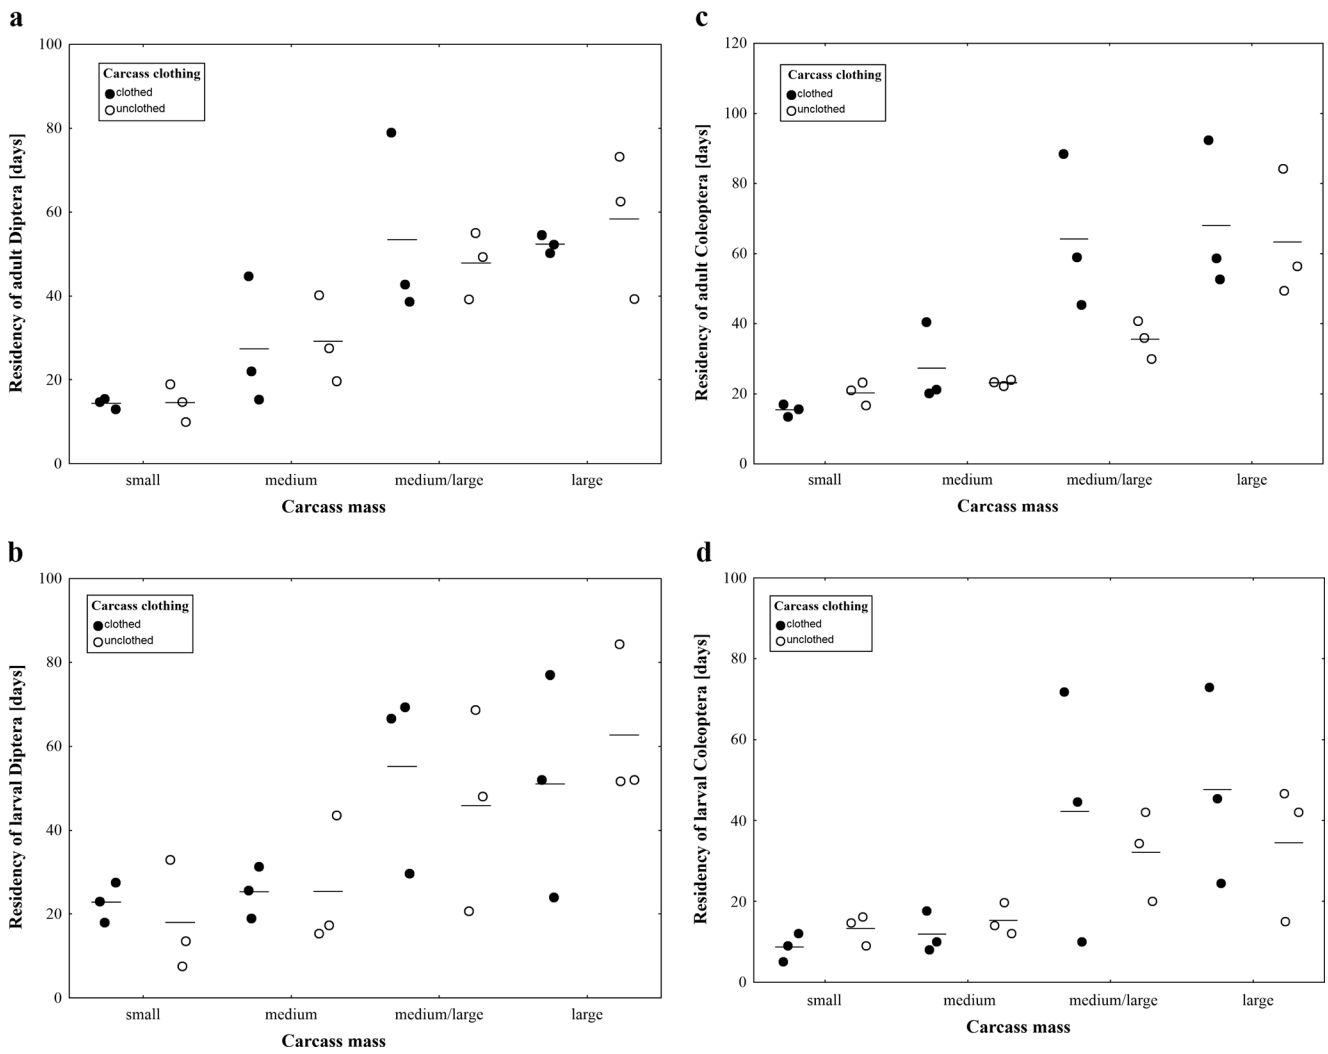 a
100
80
60
40
20
0
Residency of adult Diptera [days]
Carcass clothing
clothed
unclothed
small medium medium/large large
Carcass mass
c
120
100
80
60
40
20
0
Residency of adult Coleoptera [days]
Carcass clothing
clothed
unclothed
small medium medium/large large
Carcass mass
b
100
80
60
40
20
0
Residency of larval Diptera [days]
Carcass clothing
clothed
unclothed
small medium medium/large large
Carcass mass
d
100
80
60
40
20
0
Residency of larval Coleoptera [days]
Carcass clothing
clothed
unclothed
small medium medium/large large
Carcass mass